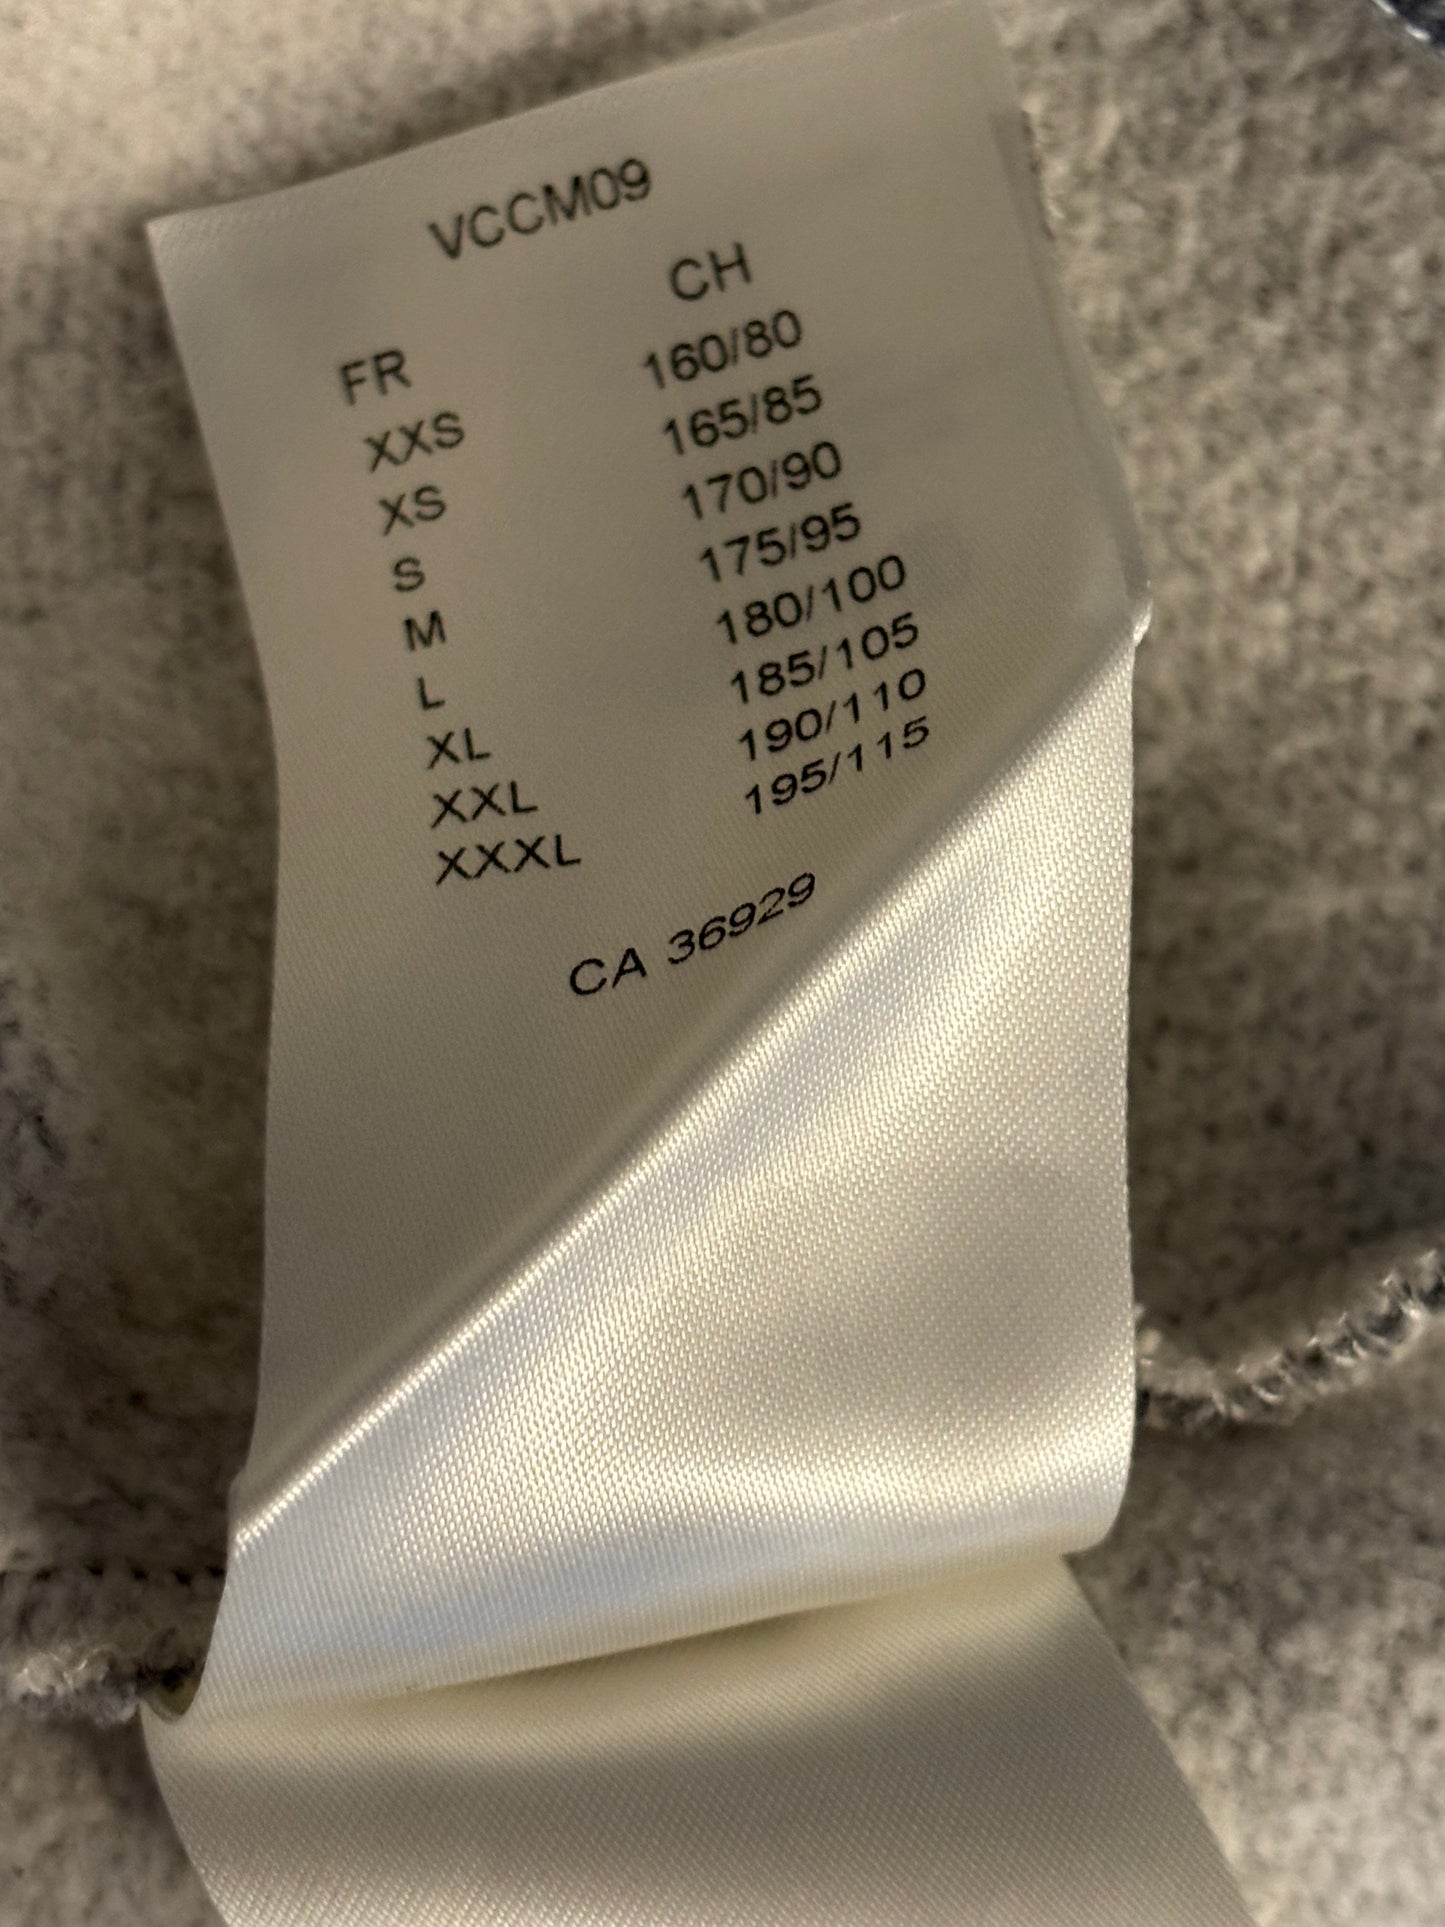 VCCM09
FR CH
XXS 160/80
XS 165/85
S 170/90
M 175/95
L 180/100
XL 185/105
XXL 190/110
XXXL 195/115
CA 36929